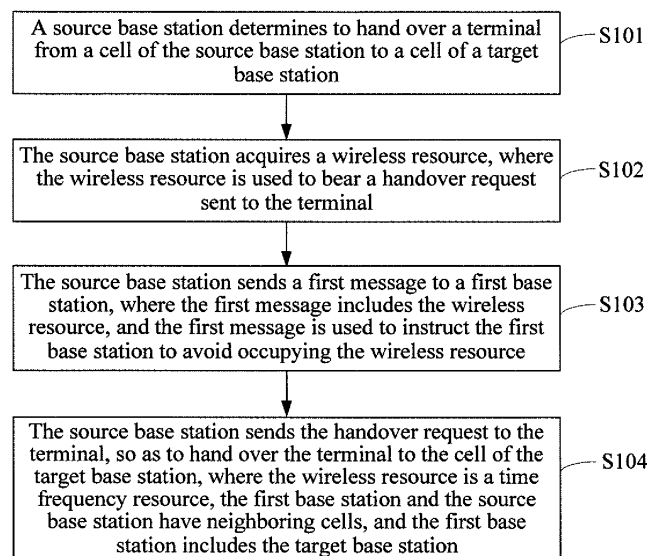 A source base station determines to hand over a terminal
from a cell of the source base station to a cell of a target
base station
S101
The source base station acquires a wireless resource, where
the wireless resource is used to bear a handover request
sent to the terminal
S102
The source base station sends a first message to a first base
station, where the first message includes the wireless
resource, and the first message is used to instruct the first
base station to avoid occupying the wireless resource
S103
The source base station sends the handover request to the
terminal, so as to hand over the terminal to the cell of the
target base station, where the wireless resource is a time
frequency resource, the first base station and the source
base station have neighboring cells, and the first base
station includes the target base station
S104